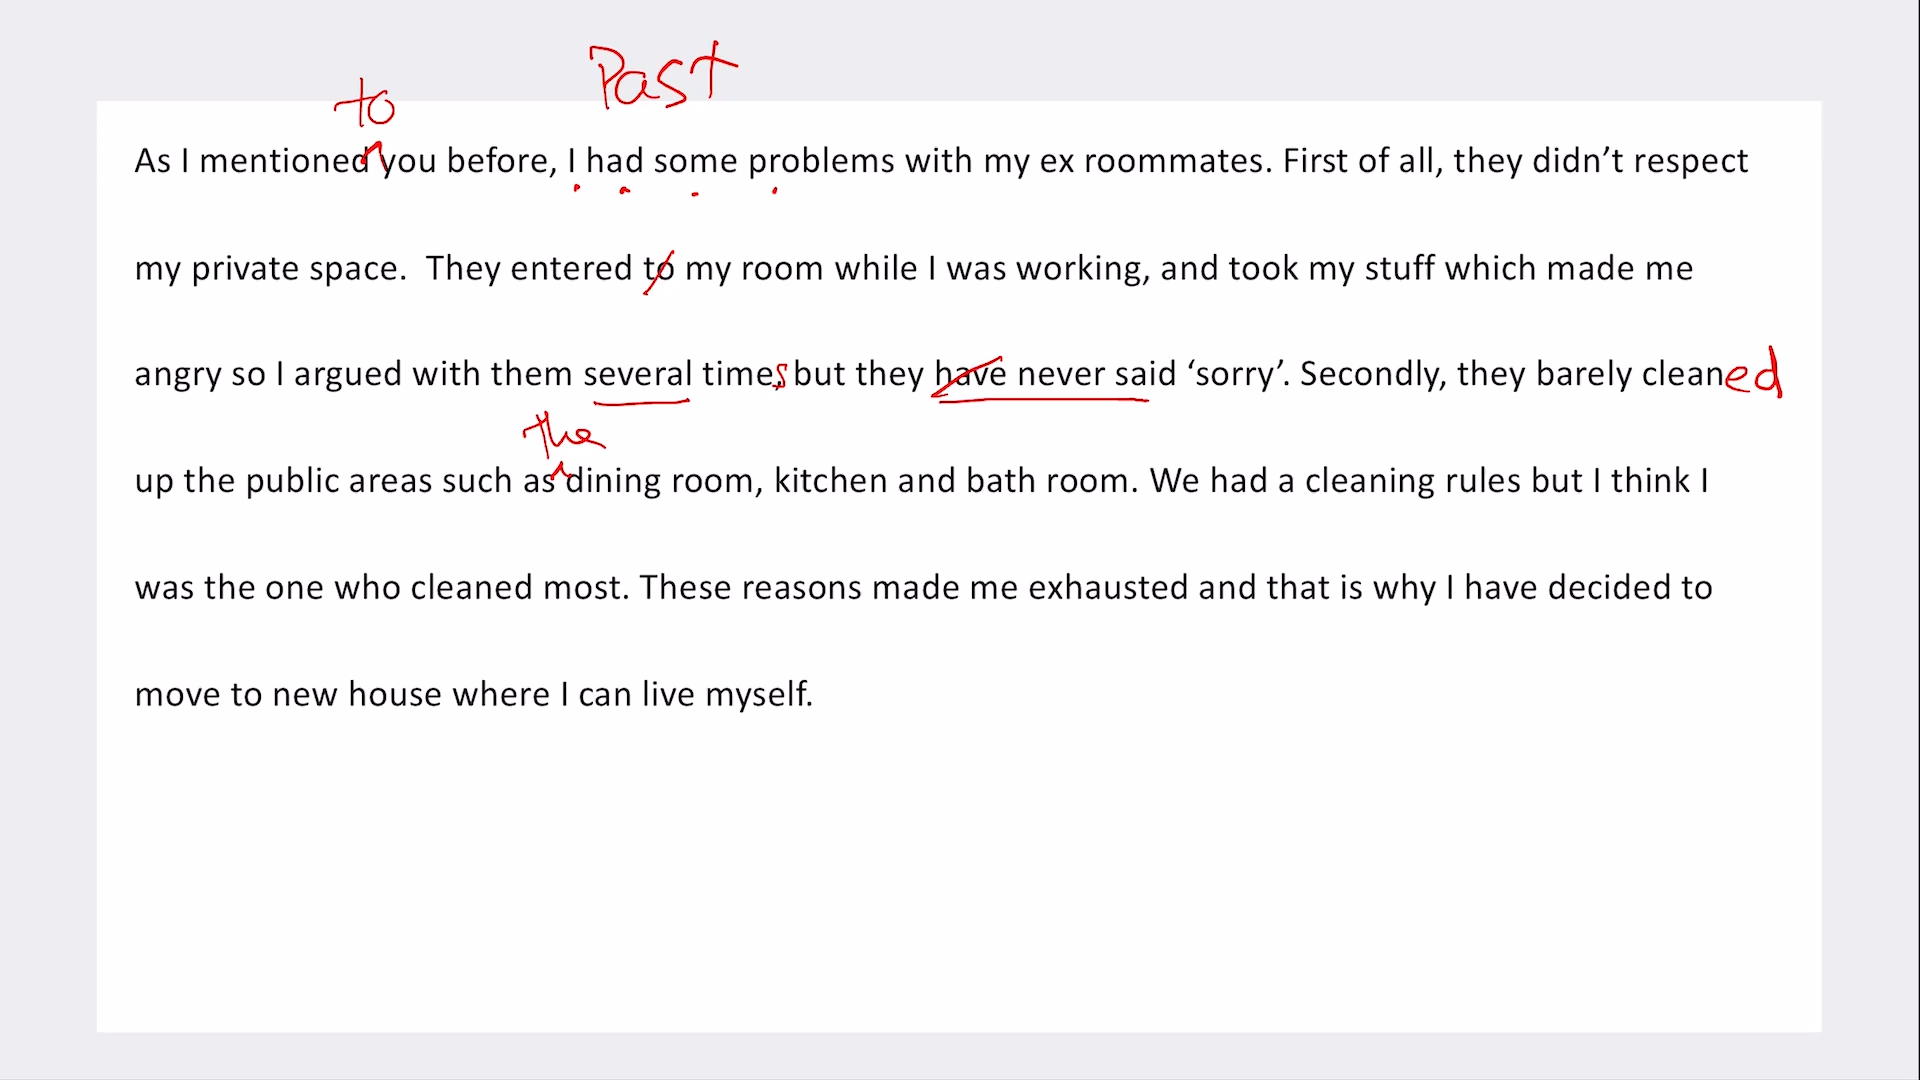 Past
to
As I mentioned you before, I had some problems with my ex roommates. First of all, they didn’t respect
my private space.  They entered to my room while I was working, and took my stuff which made me
angry so I argued with them several times but they have never said ‘sorry’. Secondly, they barely cleaned
the
up the public areas such as dining room, kitchen and bath room. We had a cleaning rules but I think I
was the one who cleaned most. These reasons made me exhausted and that is why I have decided to
move to new house where I can live myself.